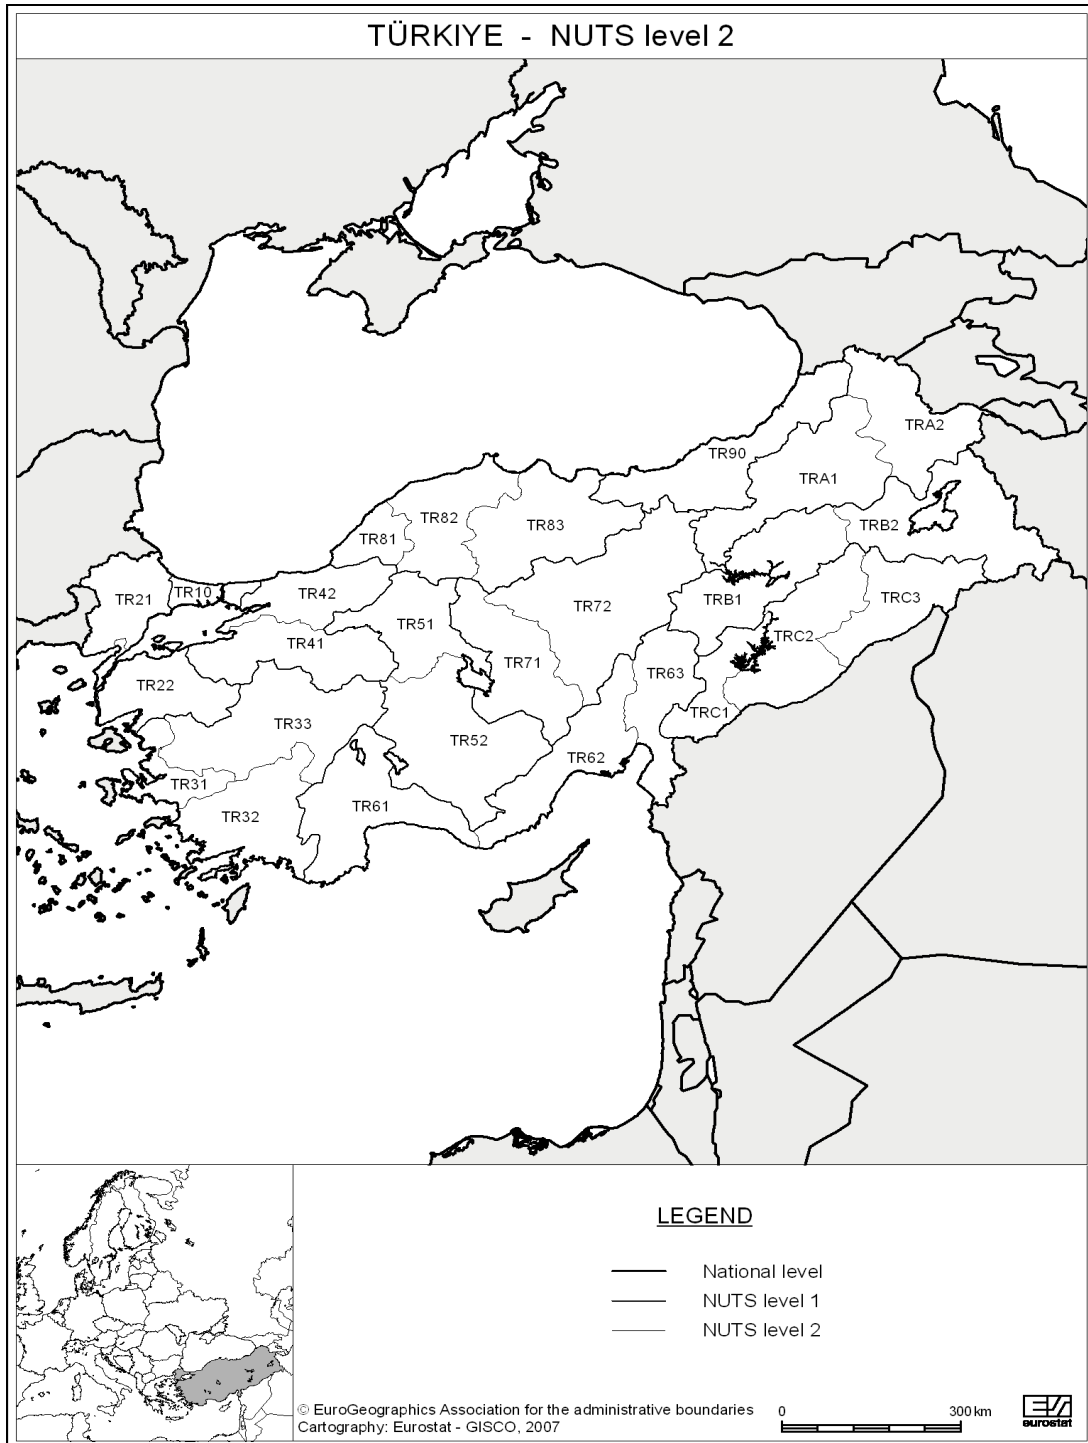 TÜRKIYE - NUTS level 2
TRA2
TR90
TRA1
TR82
TR83
TRB2
TR81
TR10
TR42
TR21
TRB1
TRC3
TR72
TR51
TRC2
TR41
TR71
TR63
TR22
TRC1
TR33
TR52
TR62
TR31
TR61
TR32
LEGEND
National level
NUTS level 1
NUTS level 2
© EuroGeographics Association for the administrative boundaries
Cartography: Eurostat - GISCO, 2007
0 300 km
eurostat